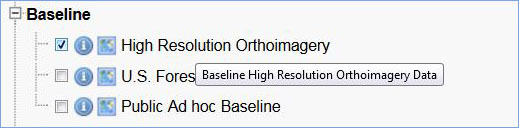 Baseline
High Resolution Orthoimagery
U.S. Fores
Baseline High Resolution Orthoimagery Data
Public Ad hoc Baseline